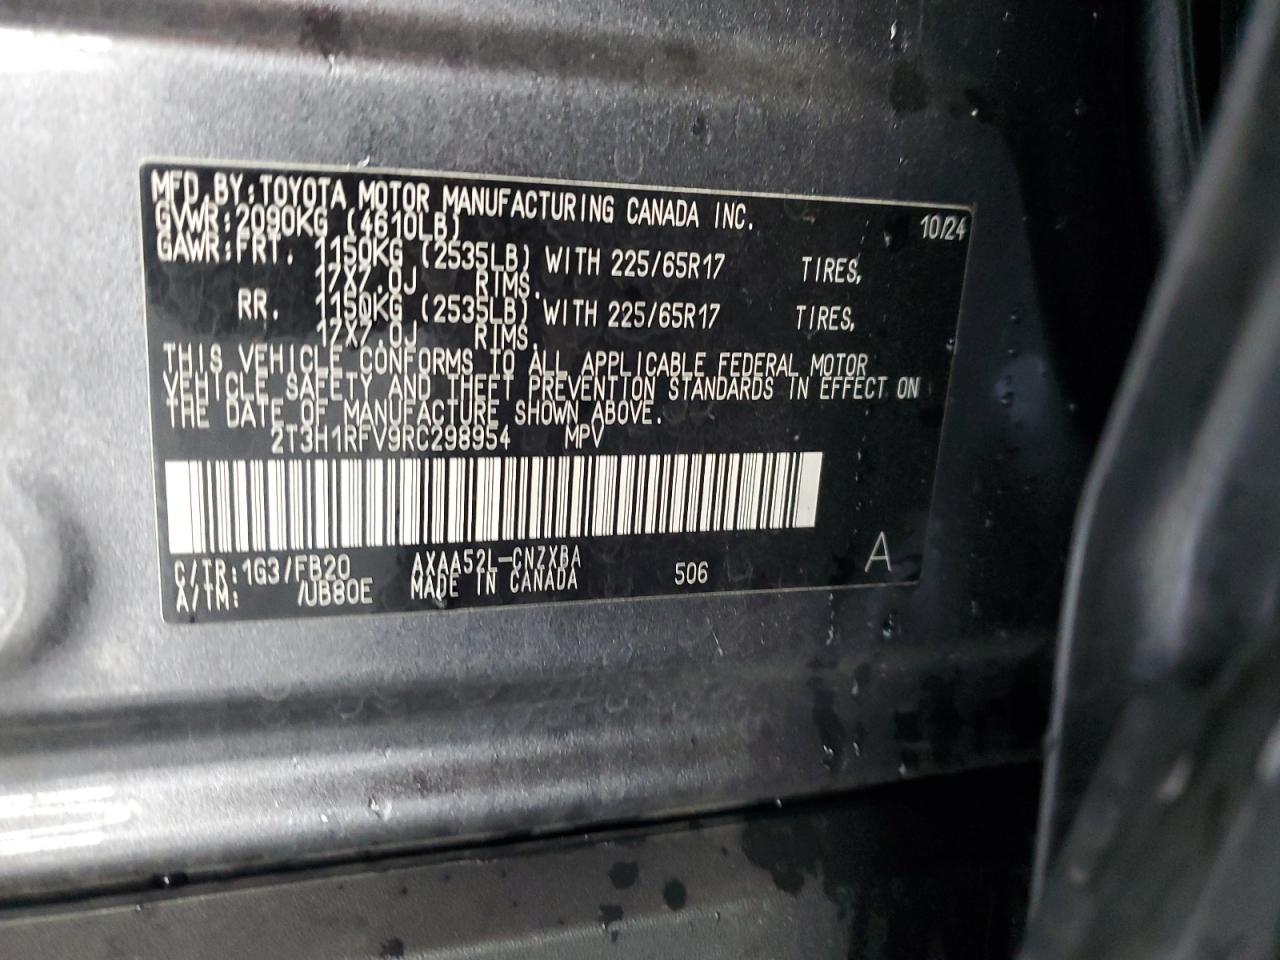 MFD.BY:TOYOTA MOTOR MANUFACTURING CANADA INC. 10/24
GVWR:2090KG (4610LB)
GAWR:FRT. 1150KG (2535LB) WITH 225/65R17 TIRES,
17X7.0J RIMS.
RR. 1150KG (2535LB) WITH 225/65R17 TIRES,
17X7.0J RIMS.
THIS VEHICLE CONFORMS TO ALL APPLICABLE FEDERAL MOTOR
VEHICLE SAFETY AND THEFT PREVENTION STANDARDS IN EFFECT ON
THE DATE OF MANUFACTURE SHOWN ABOVE.
2T3H1RFV9RC298954 MPV
C/TR:1G3/FB20 AXAA52L-CNZXBA 506 A
A/TM: /UB80E MADE IN CANADA